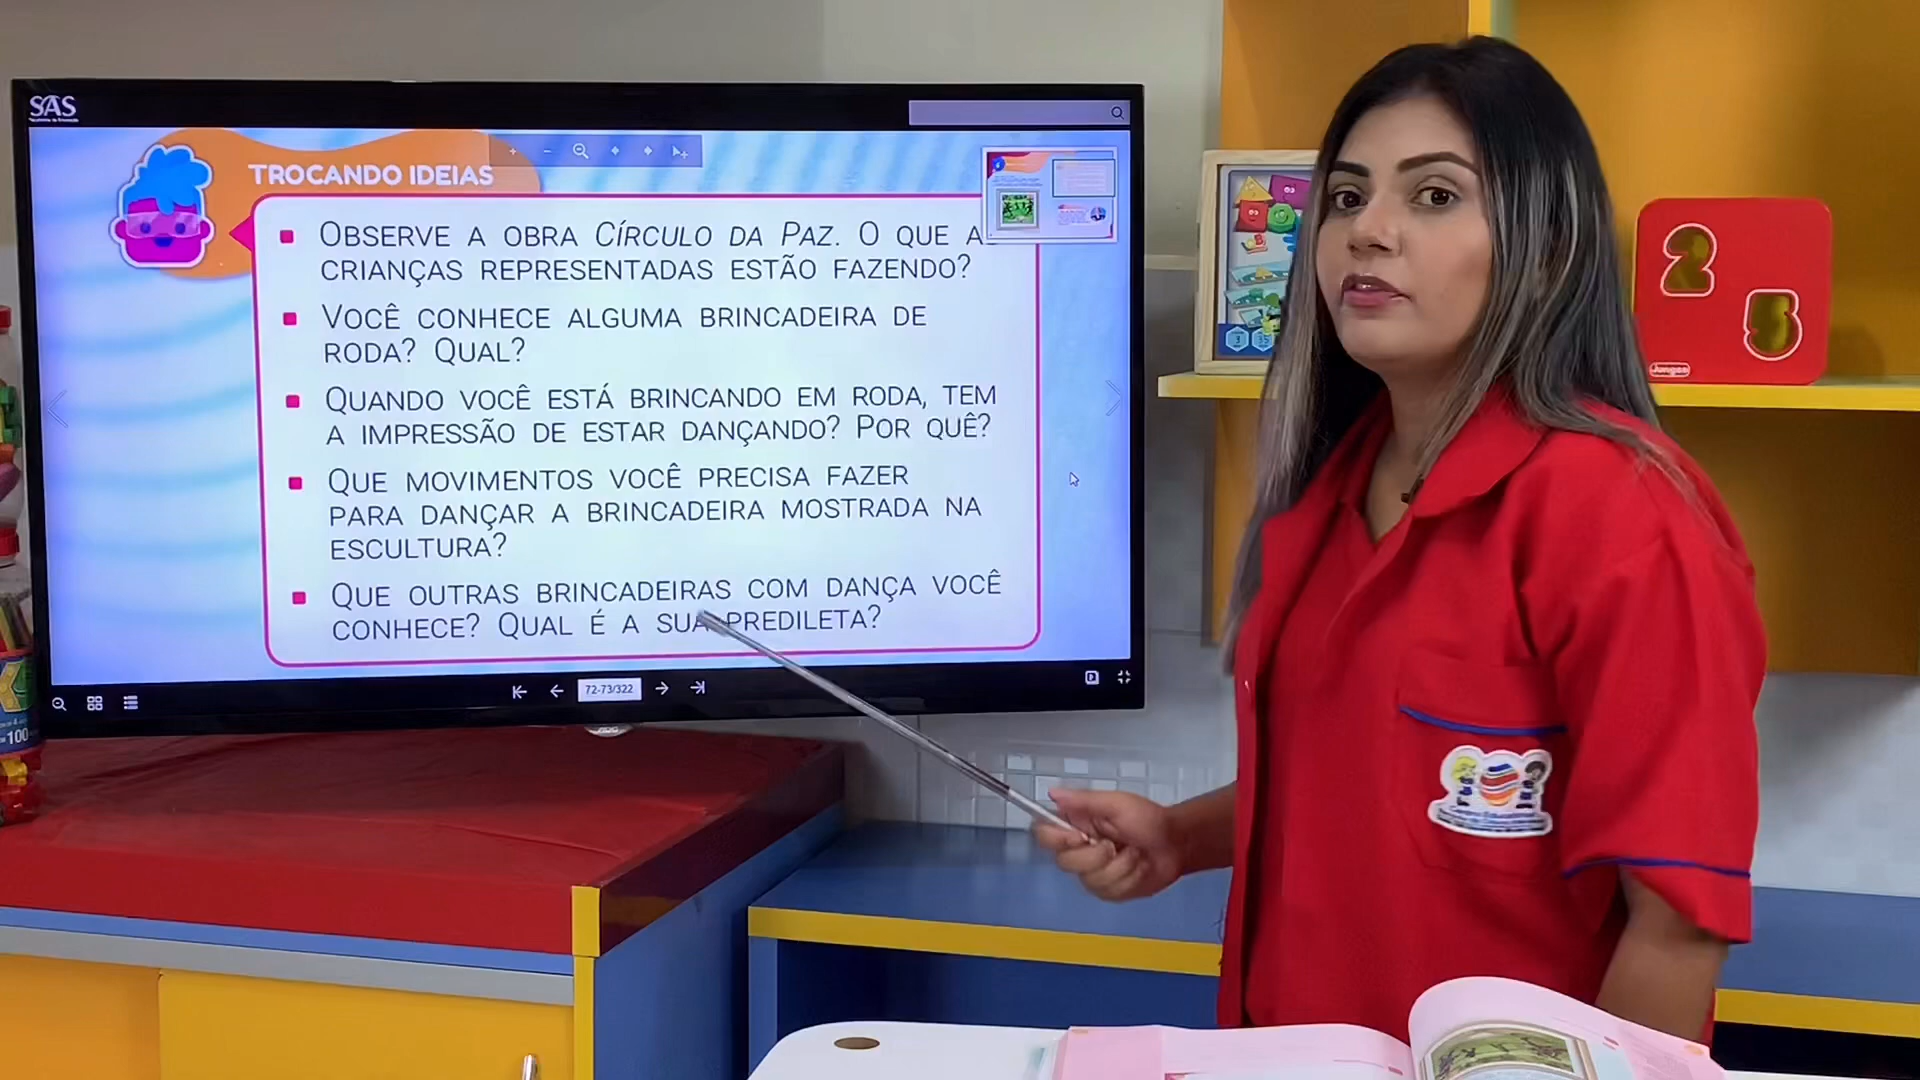 SAS
TROCANDO IDEIAS
OBSERVE A OBRA CÍRCULO DA PAZ. O QUE AS
CRIANÇAS REPRESENTADAS ESTÃO FAZENDO?
VOCÊ CONHECE ALGUMA BRINCADEIRA DE
RODA? QUAL?
QUANDO VOCÊ ESTÁ BRINCANDO EM RODA, TEM
A IMPRESSÃO DE ESTAR DANÇANDO? POR QUÊ?
QUE MOVIMENTOS VOCÊ PRECISA FAZER
PARA DANÇAR A BRINCADEIRA MOSTRADA NA
ESCULTURA?
QUE OUTRAS BRINCADEIRAS COM DANÇA VOCÊ
CONHECE? QUAL É A SUA PREDILETA?
72-73/322
2
5
Junges
100